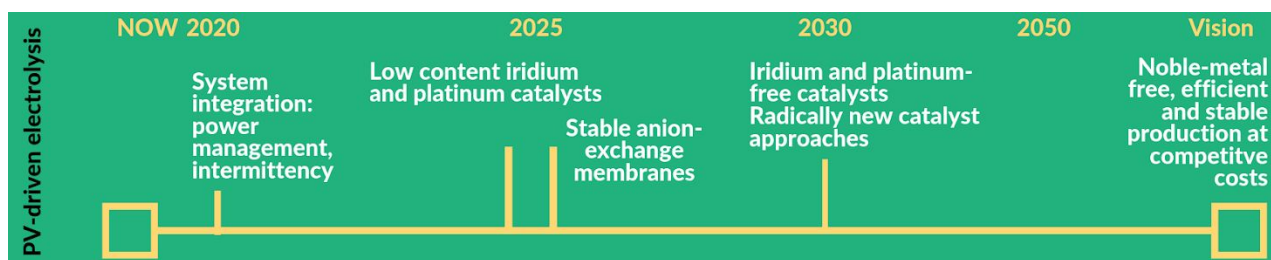 PV-driven electrolysis
NOW 2020
2025
2030
2050
Vision
System
integration:
power
management,
intermittency
Low content iridium
and platinum catalysts
Stable anion-
exchange
membranes
Iridium and platinum-
free catalysts
Radically new catalyst
approaches
Noble-metal
free, efficient
and stable
production at
competitve
costs